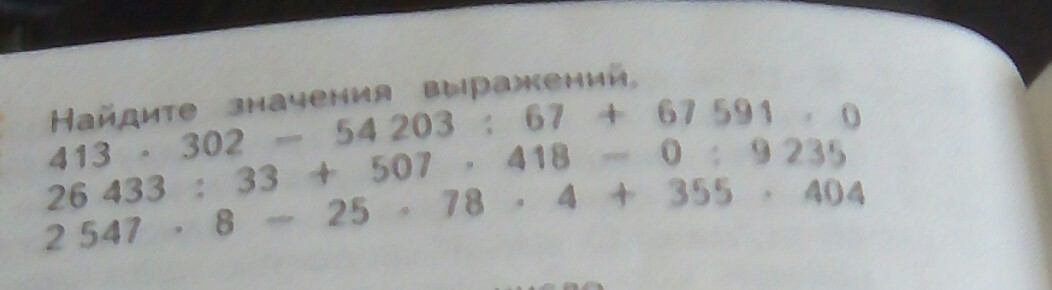 Найдите значения выражений.
413 · 302 − 54 203 : 67 + 67 591 · 0
26 433 : 33 + 507 · 418 − 0 : 9 235
2 547 · 8 − 25 · 78 · 4 + 355 · 404
число